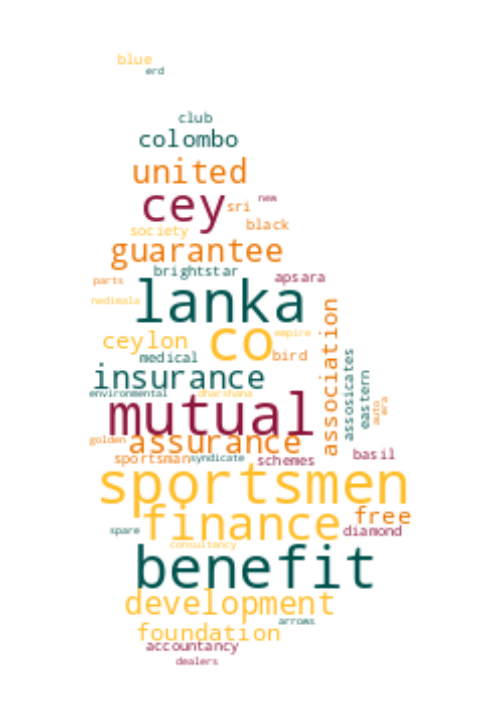 blue
erd
club
colombo
united
new
cey
sri
society
black
guarantee
brightstar
apsara
parts
lanka
nedimala
co
empire
ceylon
medical
bird
association
assosicates
eastern
auto
era
insurance
environmental
dharshana
mutual
golden
assurance
basil
sportsman
syndicate
schemes
sportsmen
finance
free
spare
diamond
consultancy
benefit
development
arrows
foundation
accountancy
dealers